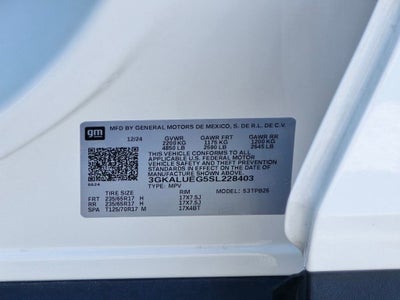 gm
MFD BY GENERAL MOTORS DE MEXICO, S. DE R.L. DE C.V.
12/24 GVWR GAWR FRT GAWR RR
2200 KG 1175 KG 1200 KG
4850 LB 2590 LB 2645 LB
THIS VEHICLE CONFORMS TO ALL
APPLICABLE U.S. FEDERAL MOTOR
VEHICLE SAFETY AND THEFT PREVENTION
STANDARDS IN EFFECT ON THE DATE OF
MANUFACTURE SHOWN ABOVE.
3GKALUEG5SL228403
TYPE: MPV MODEL: S3TPB26
TIRE SIZE RIM
FRT 235/65R17 H 17X7.5J
RR 235/65R17 H 17X7.5J
SPA T125/70R17 M 17X4BT